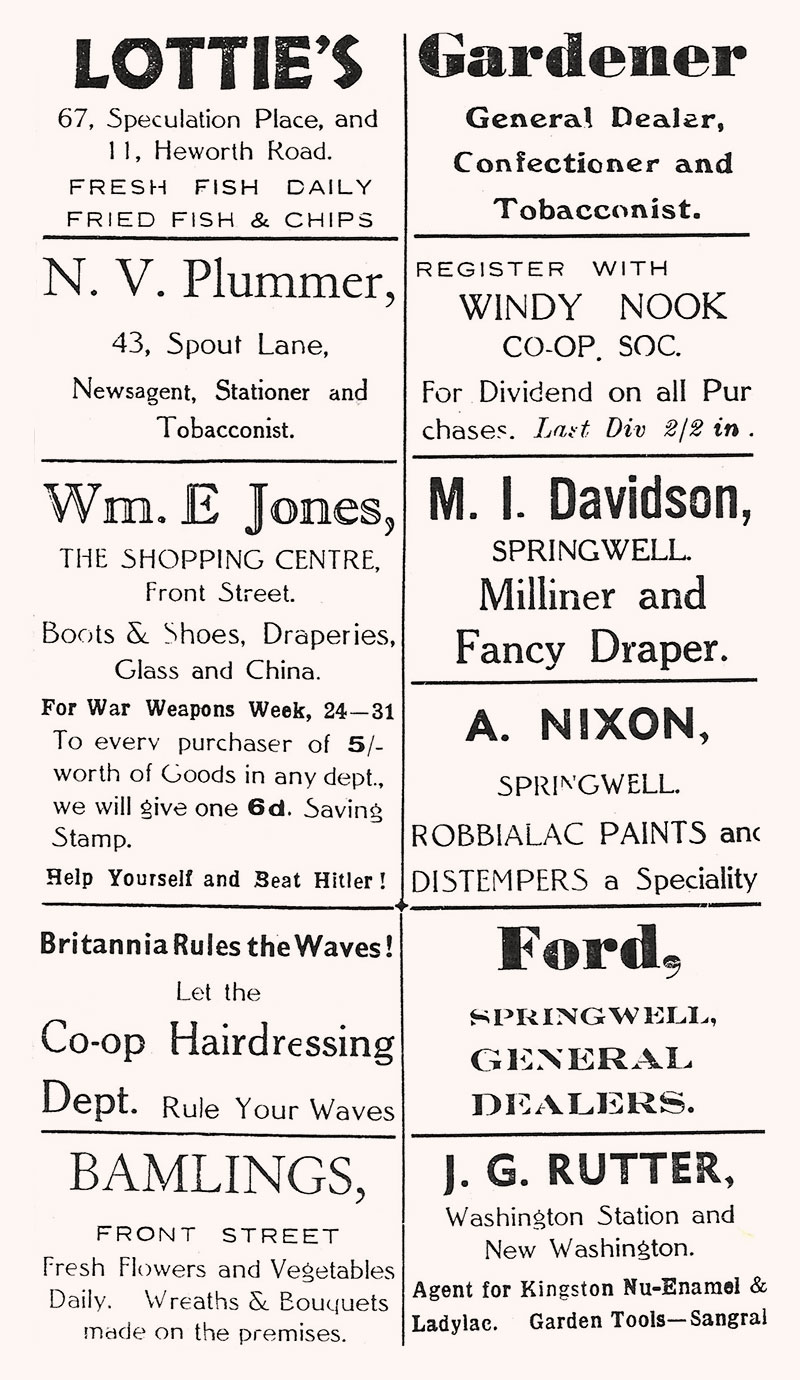 LOTTIE'S
67, Speculation Place, and
11, Heworth Road.
FRESH FISH DAILY
FRIED FISH & CHIPS
N. V. Plummer,
43, Spout Lane,
Newsagent, Stationer and
Tobacconist.
Wm. E Jones,
THE SHOPPING CENTRE,
Front Street.
Boots & Shoes, Draperies,
Glass and China.
For War Weapons Week, 24—31
To every purchaser of 5/-
worth of Goods in any dept.,
we will give one 6d. Saving
Stamp.
Help Yourself and Beat Hitler!
Britannia Rules the Waves!
Let the
Co-op Hairdressing
Dept. Rule Your Waves
BAMLINGS,
FRONT STREET
Fresh Flowers and Vegetables
Daily. Wreaths & Bouquets
made on the premises.
Gardener
General Dealer,
Confectioner and
Tobacconist.
REGISTER WITH
WINDY NOOK
CO-OP. SOC.
For Dividend on all Pur
chases. Last Div 2/2 in .
M. I. Davidson,
SPRINGWELL.
Milliner and
Fancy Draper.
A. NIXON,
SPRINGWELL.
ROBBIALAC PAINTS and
DISTEMPERS a Speciality
Ford,
SPRINGWELL,
GENERAL
DEALERS.
J. G. RUTTER,
Washington Station and
New Washington.
Agent for Kingston Nu-Enamel &
Ladylac. Garden Tools—Sangral